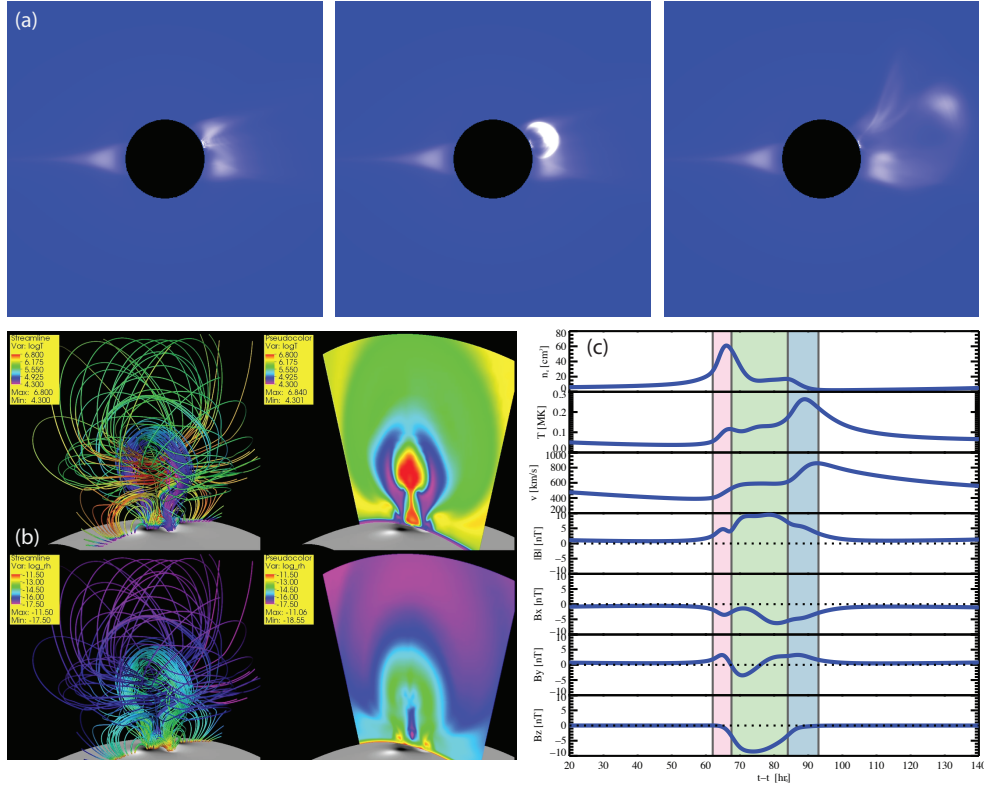 (a)
Streamline
Var: logT
6.800
6.175
5.550
4.925
4.300
Max: 6.800
Min: 4.300
Pseudocolor
Var: logT
6.800
6.175
5.550
4.925
4.300
Max: 6.840
Min: 4.301
(b)
Streamline
Var: log_rh
-11.50
-13.00
-14.50
-16.00
-17.50
Max: -11.50
Min: -17.50
Pseudocolor
Var: log_rh
-11.50
-13.00
-14.50
-16.00
-17.50
Max: -11.06
Min: -18.55
(c)
80
60
40
20
0
0.3
0.2
0.1
0.0
T [MK]
1000
800
600
400
200
v [km/s]
10
5
0
-5
-10
|B| [nT]
10
5
0
-5
-10
Bx [nT]
10
5
0
-5
-10
By [nT]
10
5
0
-5
-10
Bz [nT]
20 30 40 50 60 70 80 90 100 110 120 130 140